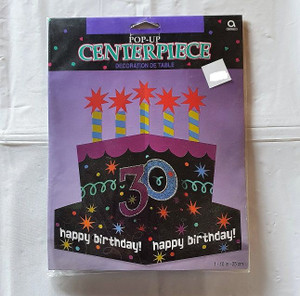 POP-UP
CENTERPIECE
DÉCORATION DE TABLE
30
happy birthday! happy birthday!